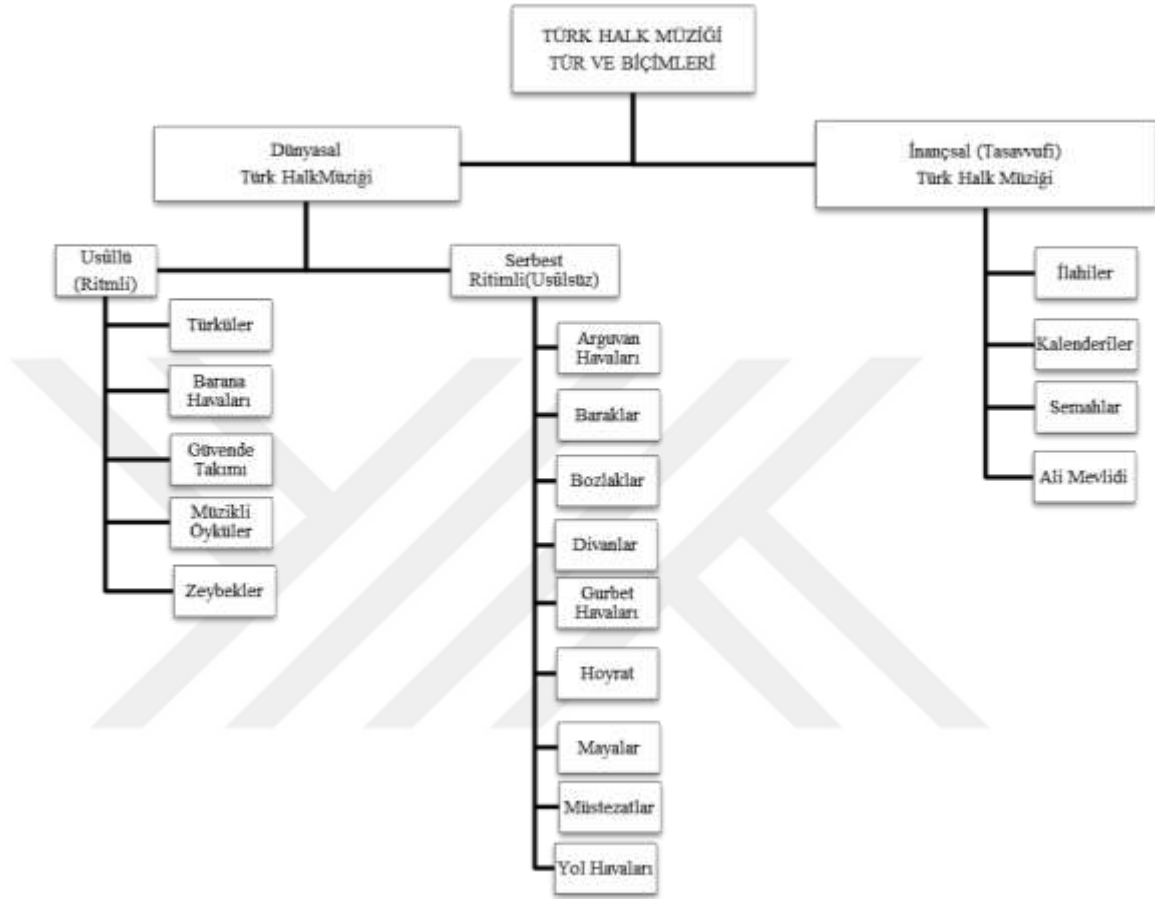 TÜRK HALK MÜZİĞİ
TÜR VE BİÇİMLERİ
Dünyasal
Türk HalkMüziği
İnançsal (Tasavvufi)
Türk Halk Müziği
Usûllü
(Ritmli)
Türküler
Barana
Havaları
Güvende
Takımı
Müzikli
Öyküler
Zeybekler
Serbest
Ritimli(Usûlsüz)
Arguvan
Havaları
Baraklar
Bozlaklar
Divanlar
Gurbet
Havaları
Hoyrat
Mayalar
Müstezatlar
Yol Havaları
İlahiler
Kalenderiler
Semahlar
Ali Mevlidi